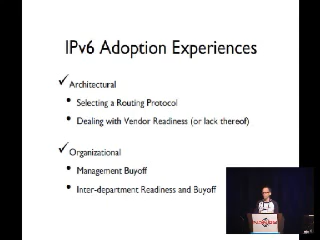 IPv6 Adoption Experiences
Architectural
Selecting a Routing Protocol
Dealing with Vendor Readiness (or lack thereof)
Organizational
Management Buyoff
Inter-department Readiness and Buyoff